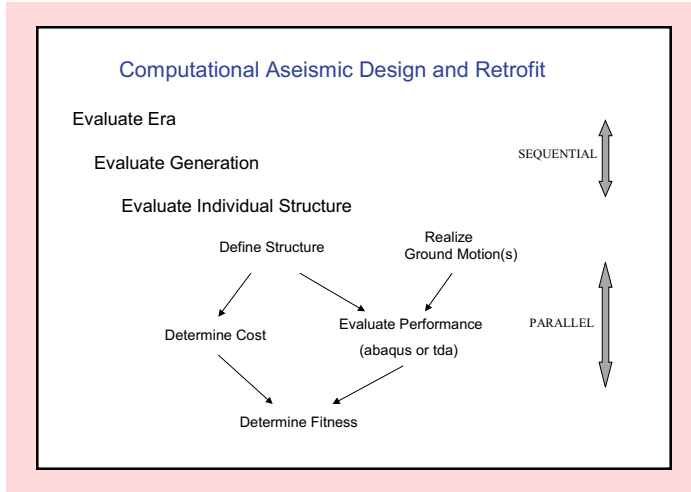 Computational Aseismic Design and Retrofit
Evaluate Era
SEQUENTIAL
Evaluate Generation
Evaluate Individual Structure
Define Structure
Realize
Ground Motion(s)
Determine Cost
Evaluate Performance
(abaqus or tda)
PARALLEL
Determine Fitness